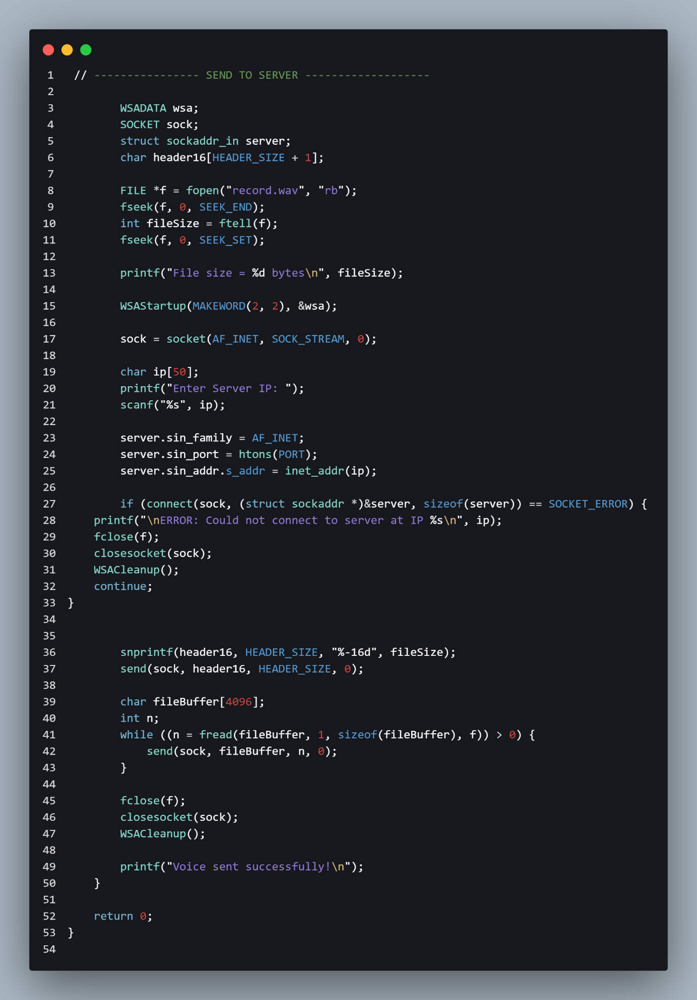 1 // ---------------- SEND TO SERVER -------------------
2
3 WSADATA wsa;
4 SOCKET sock;
5 struct sockaddr_in server;
6 char header16[HEADER_SIZE + 1];
7
8 FILE *f = fopen("record.wav", "rb");
9 fseek(f, 0, SEEK_END);
10 int fileSize = ftell(f);
11 fseek(f, 0, SEEK_SET);
12
13 printf("File size = %d bytes\n", fileSize);
14
15 WSAStartup(MAKEWORD(2, 2), &wsa);
16
17 sock = socket(AF_INET, SOCK_STREAM, 0);
18
19 char ip[50];
20 printf("Enter Server IP: ");
21 scanf("%s", ip);
22
23 server.sin_family = AF_INET;
24 server.sin_port = htons(PORT);
25 server.sin_addr.s_addr = inet_addr(ip);
26
27 if (connect(sock, (struct sockaddr *)&server, sizeof(server)) == SOCKET_ERROR) {
28 printf("\nERROR: Could not connect to server at IP %s\n", ip);
29 fclose(f);
30 closesocket(sock);
31 WSACleanup();
32 continue;
33 }
34
35
36 snprintf(header16, HEADER_SIZE, "%-16d", fileSize);
37 send(sock, header16, HEADER_SIZE, 0);
38
39 char fileBuffer[4096];
40 int n;
41 while ((n = fread(fileBuffer, 1, sizeof(fileBuffer), f)) > 0) {
42 send(sock, fileBuffer, n, 0);
43 }
44
45 fclose(f);
46 closesocket(sock);
47 WSACleanup();
48
49 printf("Voice sent successfully!\n");
50 }
51
52 return 0;
53 }
54